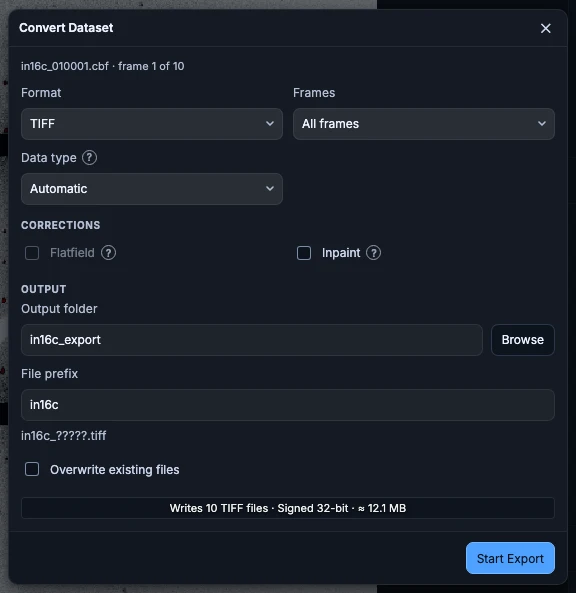 Convert Dataset
in16c_010001.cbf · frame 1 of 10
Format
Frames
TIFF
All frames
Data type ?
Automatic
CORRECTIONS
Flatfield ?
Inpaint ?
OUTPUT
Output folder
in16c_export
Browse
File prefix
in16c
in16c_?????.tiff
Overwrite existing files
Writes 10 TIFF files · Signed 32-bit · ≈ 12.1 MB
Start Export